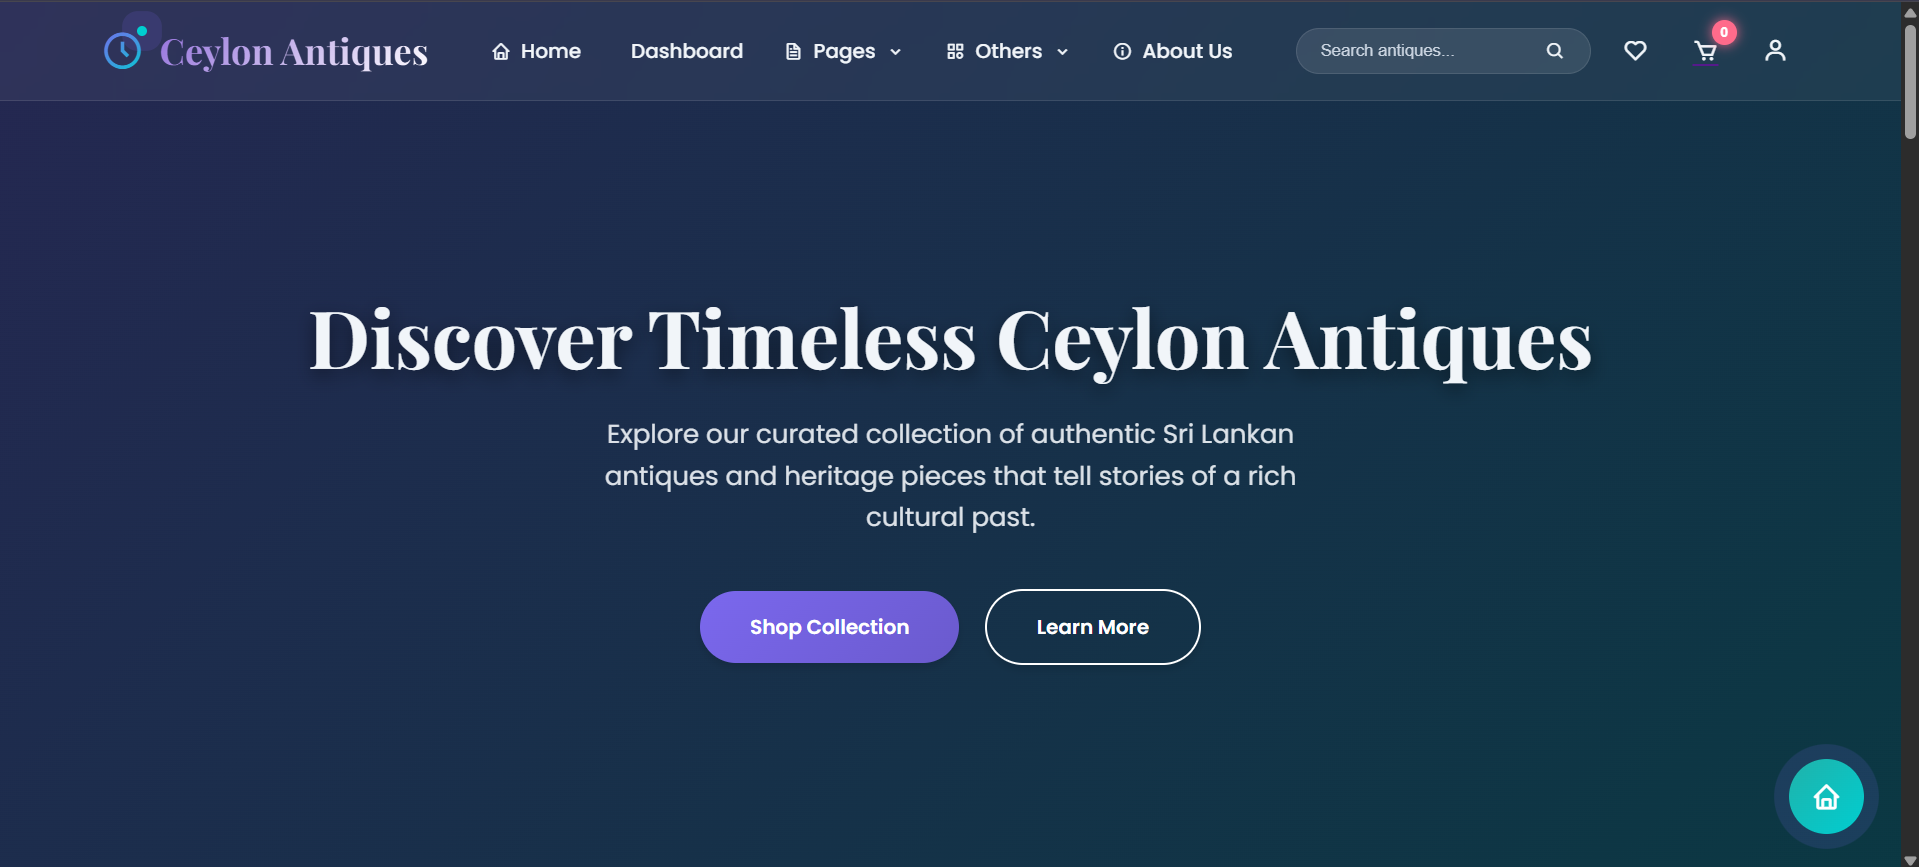 Ceylon Antiques
Home
Dashboard
Pages
Others
About Us
Search antiques...
0
Discover Timeless Ceylon Antiques
Explore our curated collection of authentic Sri Lankan
antiques and heritage pieces that tell stories of a rich
cultural past.
Shop Collection
Learn More